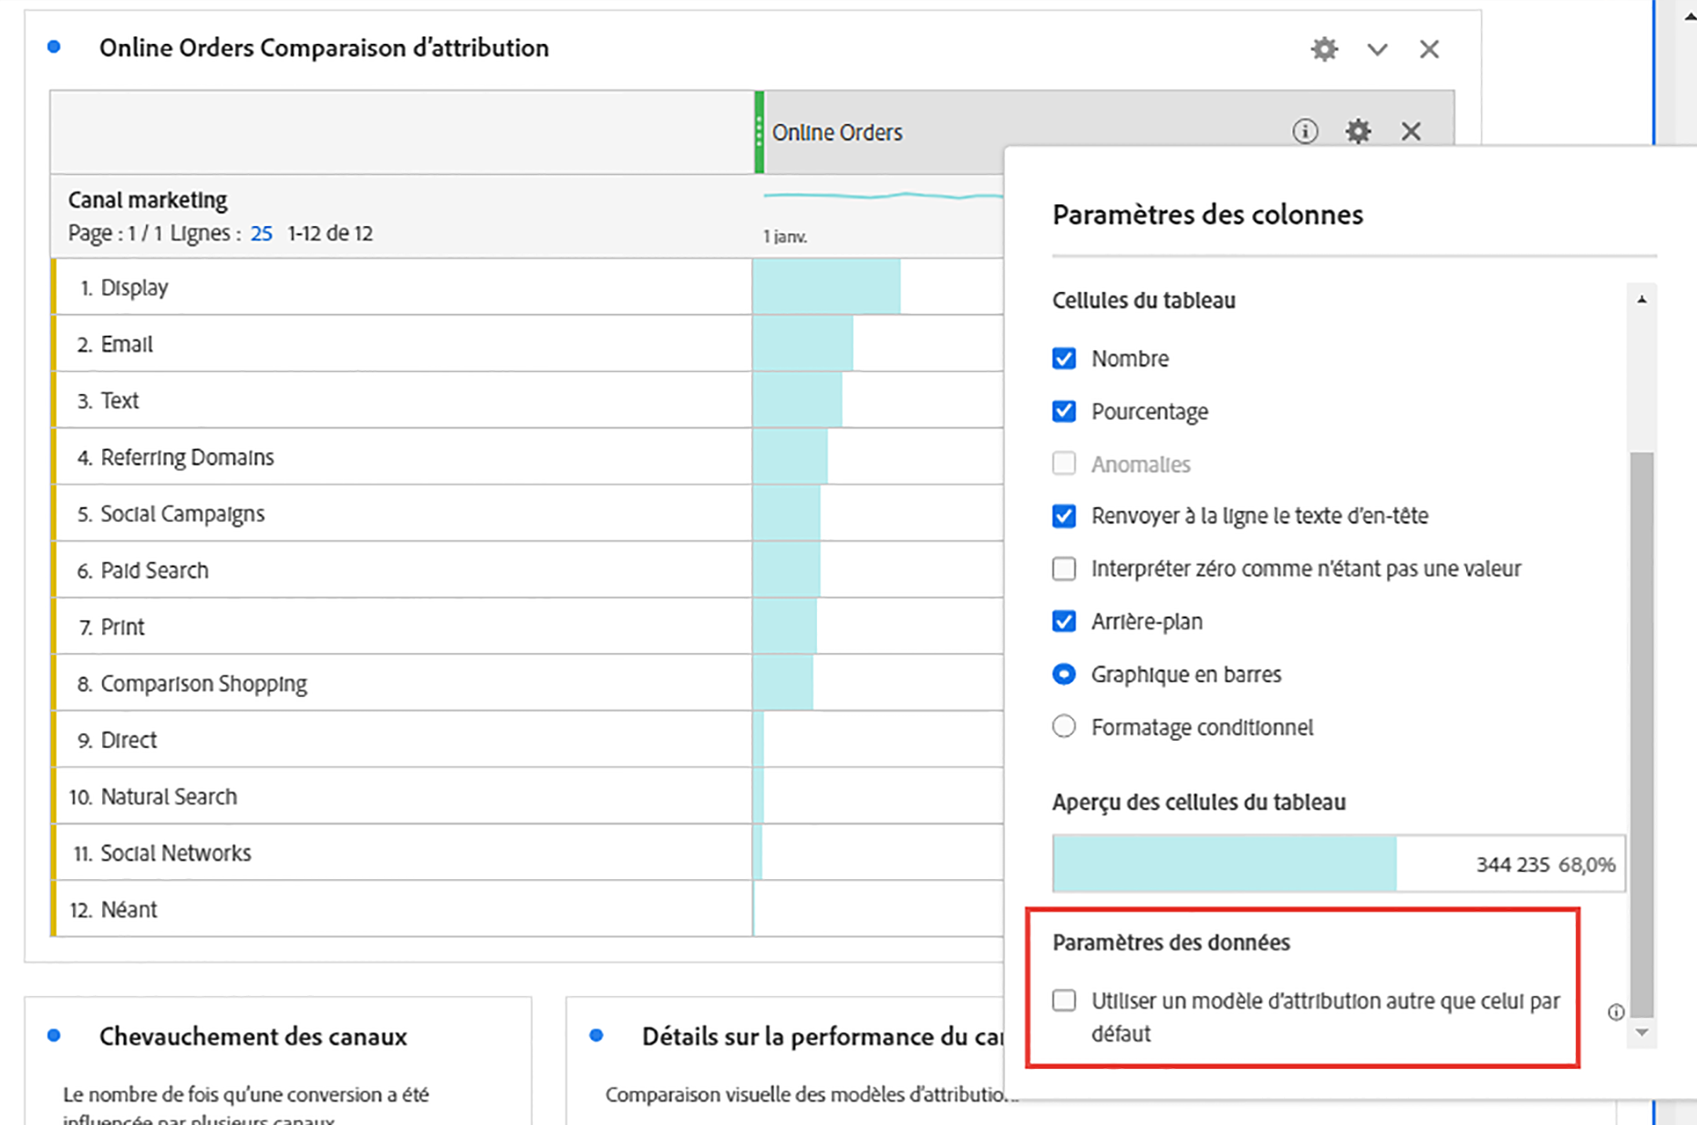 Online Orders Comparaison d’attribution
Online Orders
Canal marketing
Page : 1 / 1 Lignes : 25 1-12 de 12
1 janv.
1. Display
2. Email
3. Text
4. Referring Domains
5. Social Campaigns
6. Paid Search
7. Print
8. Comparison Shopping
9. Direct
10. Natural Search
11. Social Networks
12. Néant
Paramètres des colonnes
Cellules du tableau
Nombre
Pourcentage
Anomalies
Renvoyer à la ligne le texte d’en-tête
Interpréter zéro comme n’étant pas une valeur
Arrière-plan
Graphique en barres
Formatage conditionnel
Aperçu des cellules du tableau
344 235 68,0%
Paramètres des données
Utiliser un modèle d’attribution autre que celui par
défaut
Chevauchement des canaux
Le nombre de fois qu’une conversion a été
influencée par plusieurs canaux
Détails sur la performance du ca
Comparaison visuelle des modèles d’attribution.